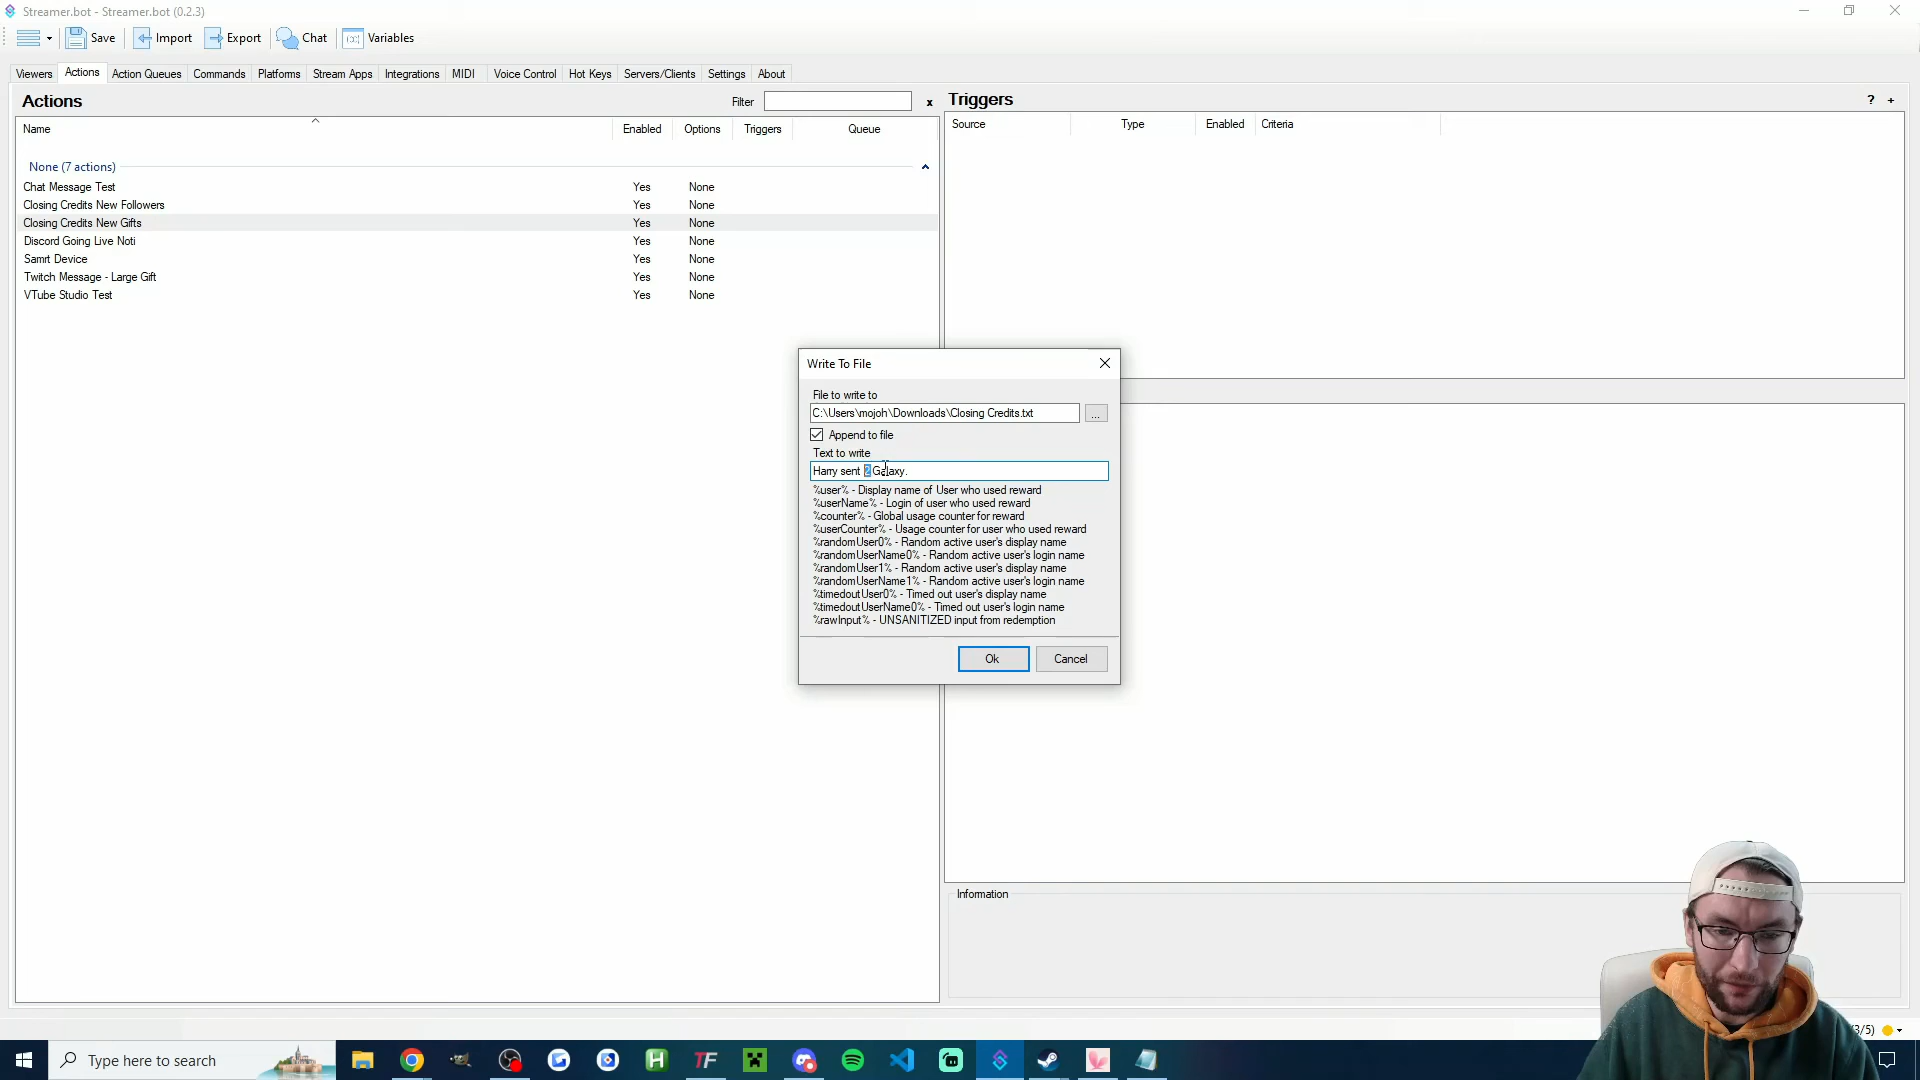 Streamer.bot - Streamer.bot (0.2.3)
Save Import Export Chat Variables
Viewers Actions Action Queues Commands Platforms Stream Apps Integrations MIDI Voice Control Hot Keys Servers/Clients Settings About
Actions Filter x
Name Enabled Options Triggers Queue
None (7 actions)
Chat Message Test Yes None
Closing Credits New Followers Yes None
Closing Credits New Gifts Yes None
Discord Going Live Noti Yes None
Samrt Device Yes None
Twitch Message - Large Gift Yes None
VTube Studio Test Yes None
Triggers ? +
Source Type Enabled Criteria
Write To File
File to write to
C:\Users\mojoh\Downloads\Closing Credits.txt ...
Append to file
Text to write
Harry sent 2 Galaxy.
%user% - Display name of User who used reward
%userName% - Login of user who used reward
%counter% - Global usage counter for reward
%userCounter% - Usage counter for user who used reward
%randomUser0% - Random active user's display name
%randomUserName0% - Random active user's login name
%randomUser1% - Random active user's display name
%randomUserName1% - Random active user's login name
%timedoutUser0% - Timed out user's display name
%timedoutUserName0% - Timed out user's login name
%rawInput% - UNSANITIZED input from redemption
Ok Cancel
Information
3/5)
Type here to search